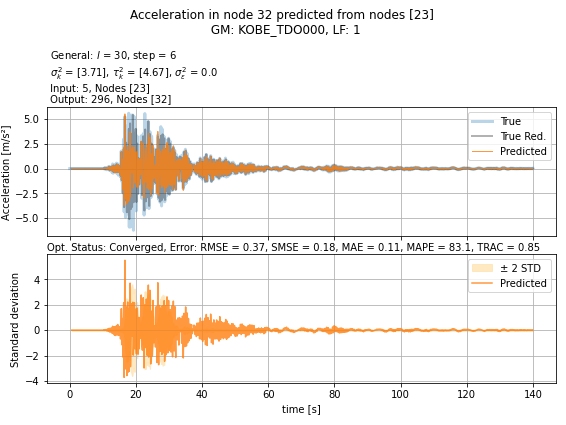 Acceleration in node 32 predicted from nodes [23]
GM: KOBE_TDO000, LF: 1
General: l = 30, step = 6
σ²ₖ = [3.71], τ²ₖ = [4.67], σ²ε = 0.0
Input: 5, Nodes [23]
Output: 296, Nodes [32]
Acceleration [m/s²]
5.0
2.5
0.0
−2.5
−5.0
True
True Red.
Predicted
Opt. Status: Converged, Error: RMSE = 0.37, SMSE = 0.18, MAE = 0.11, MAPE = 83.1, TRAC = 0.85
Standard deviation
4
2
0
−2
−4
± 2 STD
Predicted
0 20 40 60 80 100 120 140
time [s]